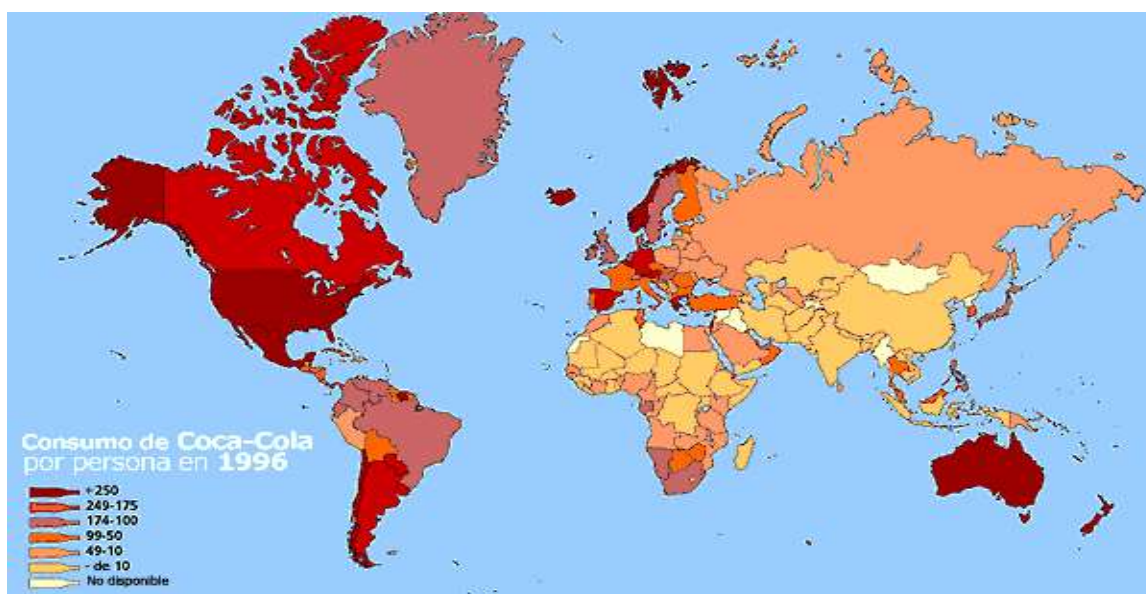 Consumo de Coca-Cola
por persona en 1996
+250
249-175
174-100
99-50
49-10
- de 10
No disponible